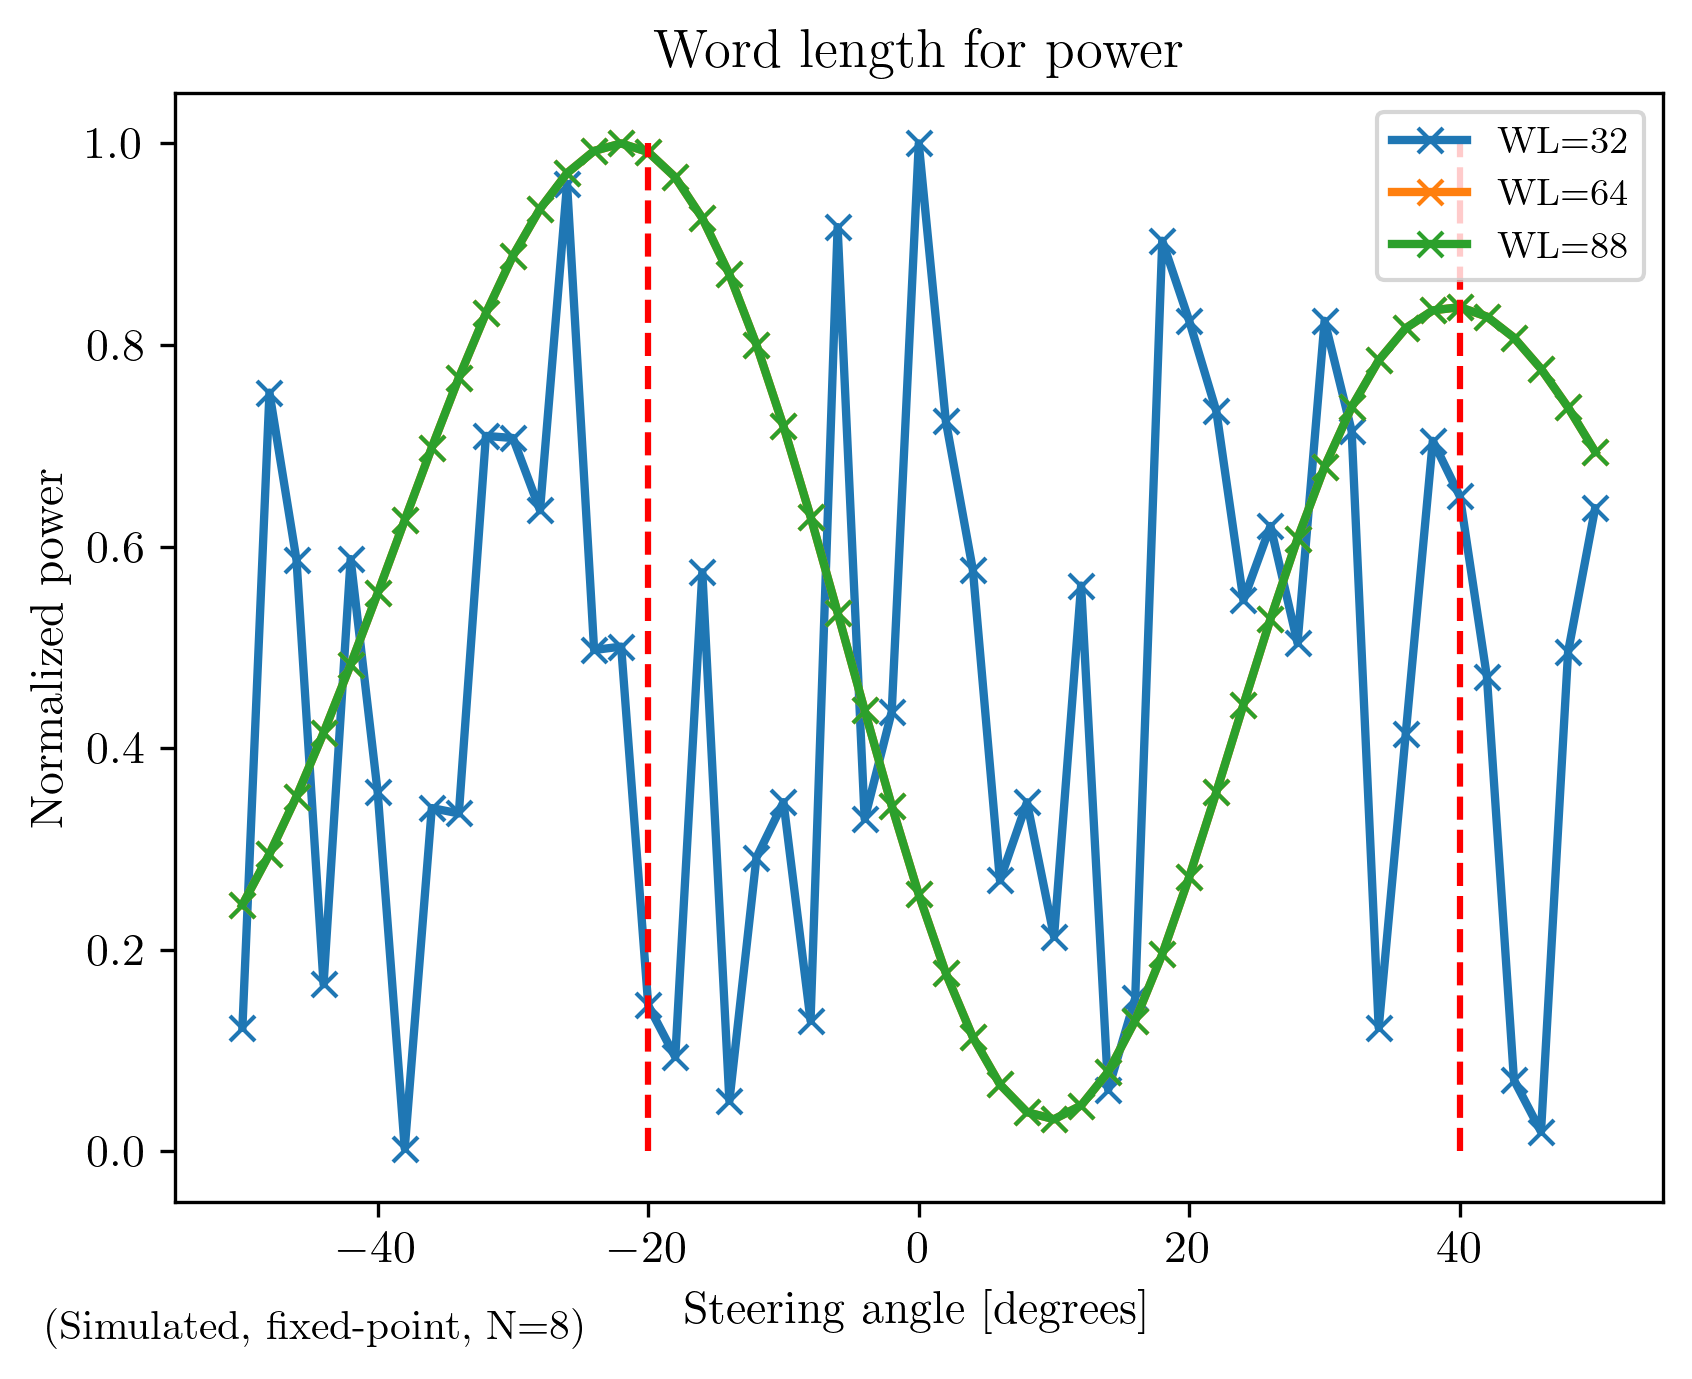 Word length for power
WL=32
WL=64
WL=88
1.0
0.8
0.6
0.4
0.2
0.0
Normalized power
−40
−20
0
20
40
Steering angle [degrees]
(Simulated, fixed-point, N=8)